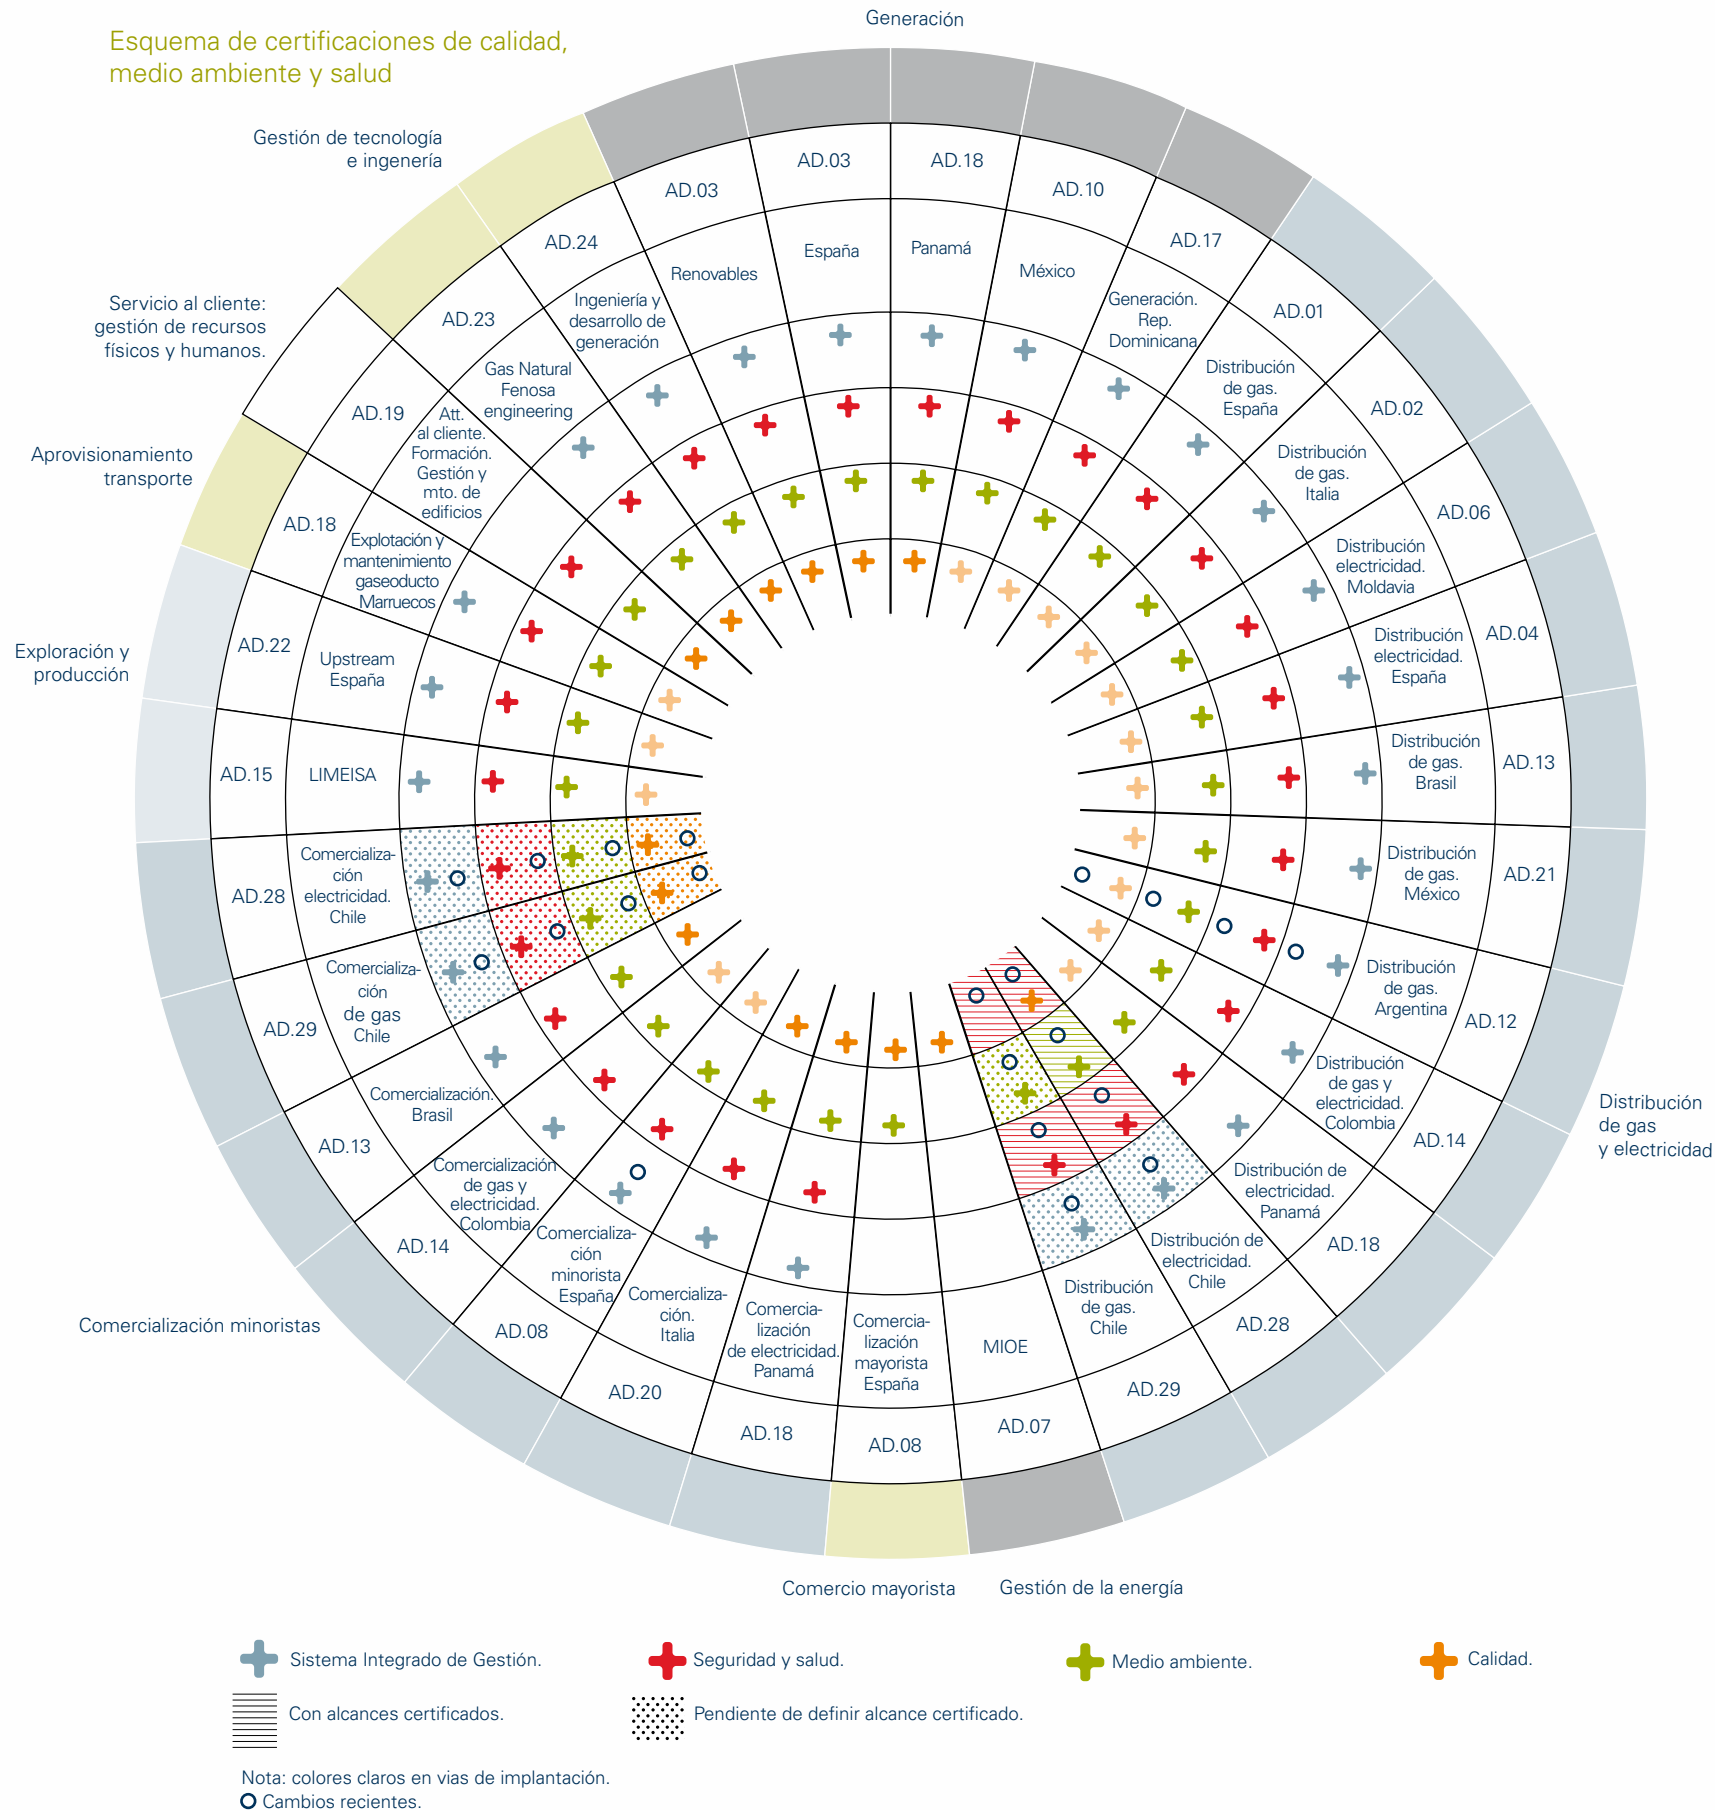 Generación
Esquema de certificaciones de calidad,
medio ambiente y salud
Gestión de tecnología
e ingenería
Servicio al cliente:
gestión de recursos
físicos y humanos.
Aprovisionamiento
transporte
Exploración y
producción
AD.03
Renovables
AD.03
España
AD.18
Panamá
AD.10
México
AD.17
Generación.
Rep.
Dominicana
AD.01
Distribución
de gas.
España
AD.02
Distribución
de gas.
Italia
AD.06
Distribución
electricidad.
Moldavia
AD.04
Distribución
electricidad.
España
AD.13
Distribución
de gas.
Brasil
AD.21
Distribución
de gas.
México
AD.12
Distribución
de gas.
Argentina
AD.14
Distribución
de gas y
electricidad.
Colombia
AD.18
Distribución de
electricidad.
Panamá
AD.28
Distribución de
electricidad.
Chile
AD.29
Distribución
de gas.
Chile
AD.07
MIOE
AD.08
Comercia-
lización
mayorista
España
AD.18
Comercia-
lización
de electricidad.
Panamá
AD.20
Comercializa-
ción.
Italia
AD.08
Comercializa-
ción
minorista
España
AD.14
Comercialización
de gas y
electricidad.
Colombia
AD.13
Comercialización.
Brasil
AD.29
Comercializa-
ción
de gas
Chile
AD.28
Comercializa-
ción
electricidad.
Chile
AD.15
LIMEISA
AD.22
Upstream
España
AD.18
Explotación y
mantenimiento
gaseoducto
Marruecos
AD.19
Att.
al cliente.
Formación.
Gestión y
mto. de
edificios
AD.23
Gas Natural
Fenosa
engineering
AD.24
Ingeniería y
desarrollo de
generación
Distribución
de gas
y electricidad
Comercialización minoristas
Comercio mayorista
Gestión de la energía
Sistema Integrado de Gestión.
Seguridad y salud.
Medio ambiente.
Calidad.
Con alcances certificados.
Pendiente de definir alcance certificado.
Nota: colores claros en vias de implantación.
Cambios recientes.